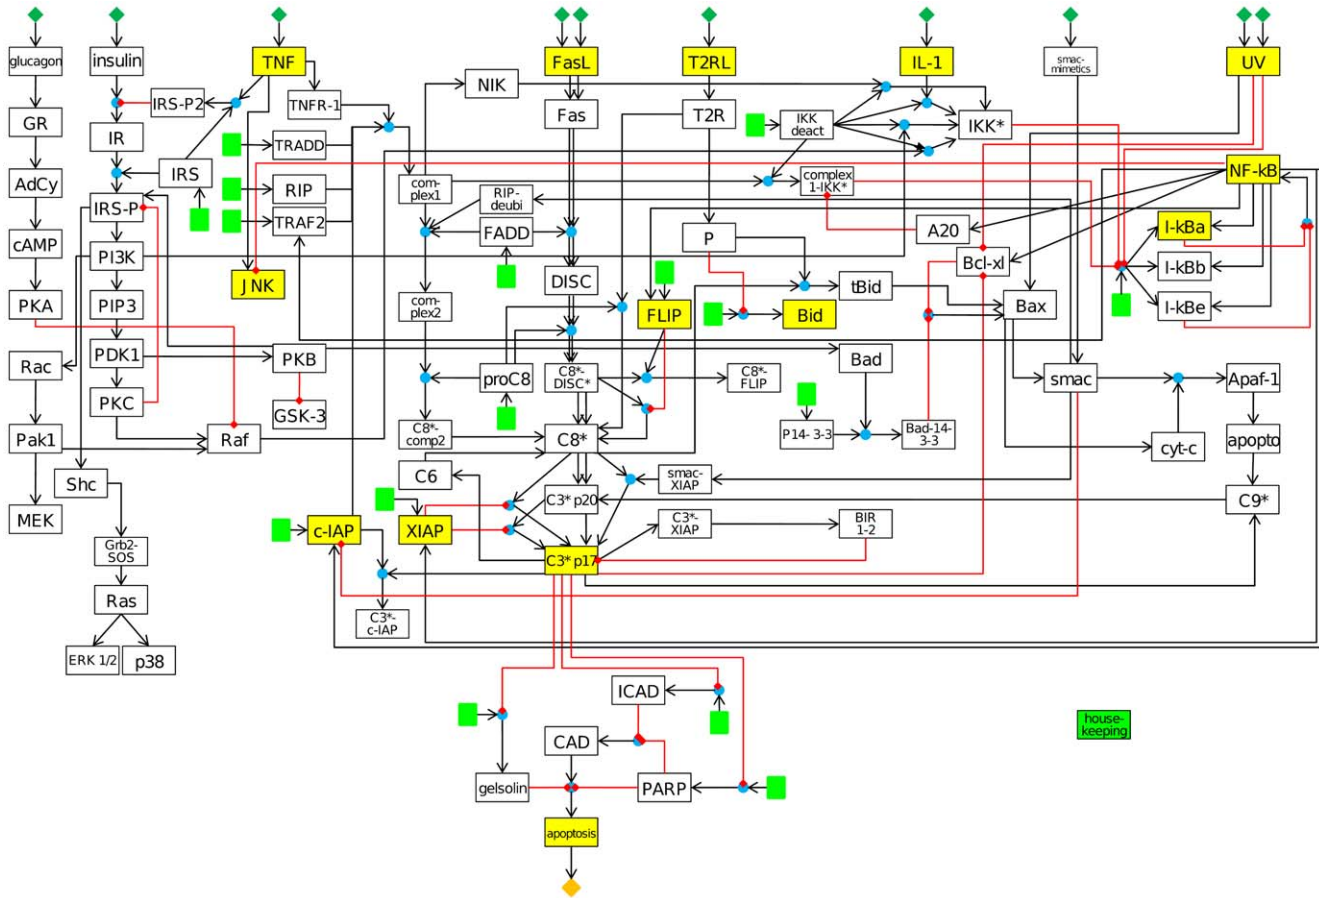 glucagon
insulin
TNF
FasL
T2RL
IL-1
smac-
mimetics
UV
NIK
IRS-P2
TNFR-1
GR
IR
Fas
T2R
IKK
deact
IKK*
TRADD
IRS
AdCy
RIP
com-
plex1
RIP-
deubi
complex
1-IKK*
NF-kB
IRS-P
TRAF2
FADD
P
A20
I-kBa
cAMP
PI3K
JNK
DISC
tBid
Bcl-xl
I-kBb
PKA
PIP3
com-
plex2
FLIP
Bid
Bax
I-kBe
Rac
PDK1
PKB
proC8
C8*-
DISC*
C8*-
FLIP
Bad
smac
Apaf-1
PKC
GSK-3
Pak1
Raf
C8*-
comp2
C8*
P14- 3-3
Bad-14-
3-3
cyt-c
apopto
Shc
C6
smac-
XIAP
C3* p20
C9*
MEK
c-IAP
XIAP
C3*-
XIAP
BIR
1-2
Grb2-
SOS
C3* p17
Ras
C3*-
c-IAP
ERK 1/2
p38
ICAD
house-
keeping
CAD
gelsolin
PARP
apoptosis